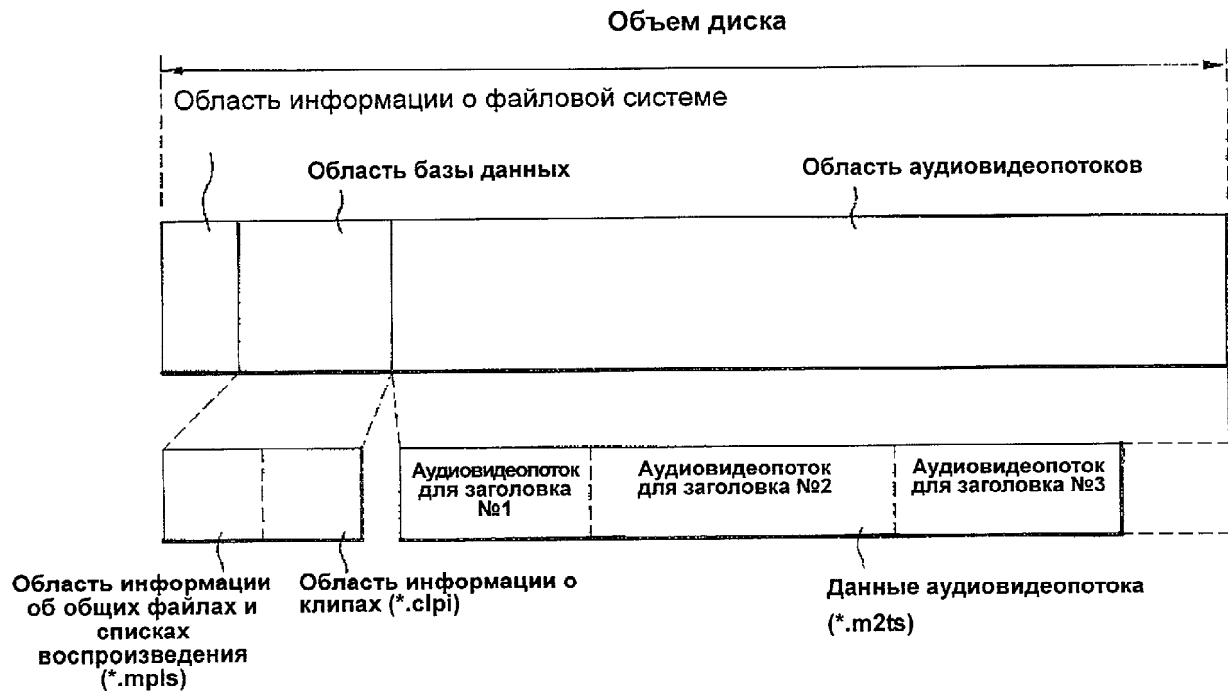 Объем диска
Область информации о файловой системе
Область базы данных
Область аудиовидеопотоков
Аудиовидеопоток
для заголовка
№1
Аудиовидеопоток
для заголовка №2
Аудиовидеопоток
для заголовка №3
Область информации
об общих файлах и
списках
воспроизведения
(*.mpls)
Область информации о
клипах (*.clpi)
Данные аудиовидеопотока
(*.m2ts)